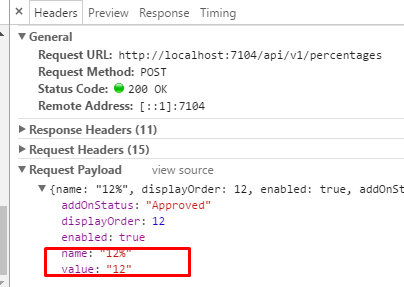 × Headers Preview Response Timing
▼ General
Request URL: http://localhost:7104/api/v1/percentages
Request Method: POST
Status Code: 200 OK
Remote Address: [::1]:7104
▶ Response Headers (11)
▶ Request Headers (15)
▼ Request Payload view source
▼ {name: "12%", displayOrder: 12, enabled: true, addOnS
addOnStatus: "Approved"
displayOrder: 12
enabled: true
name: "12%"
value: "12"